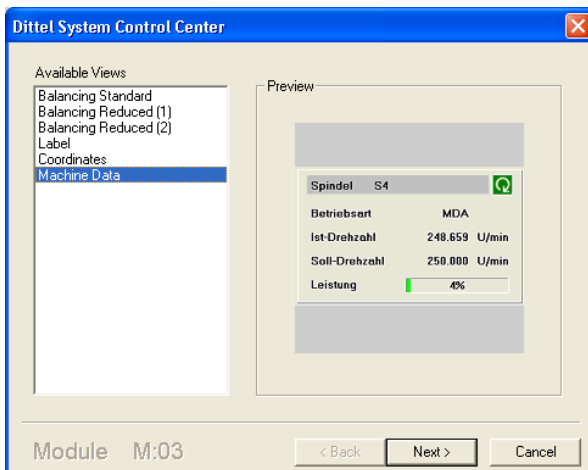 Dittel System Control Center
Available Views
Balancing Standard
Balancing Reduced (1)
Balancing Reduced (2)
Label
Coordinates
Machine Data
Preview
Spindel S4
Betriebsart MDA
Ist-Drehzahl 248.659 U/min
Soll-Drehzahl 250.000 U/min
Leistung 4%
Module M:03
< Back Next > Cancel